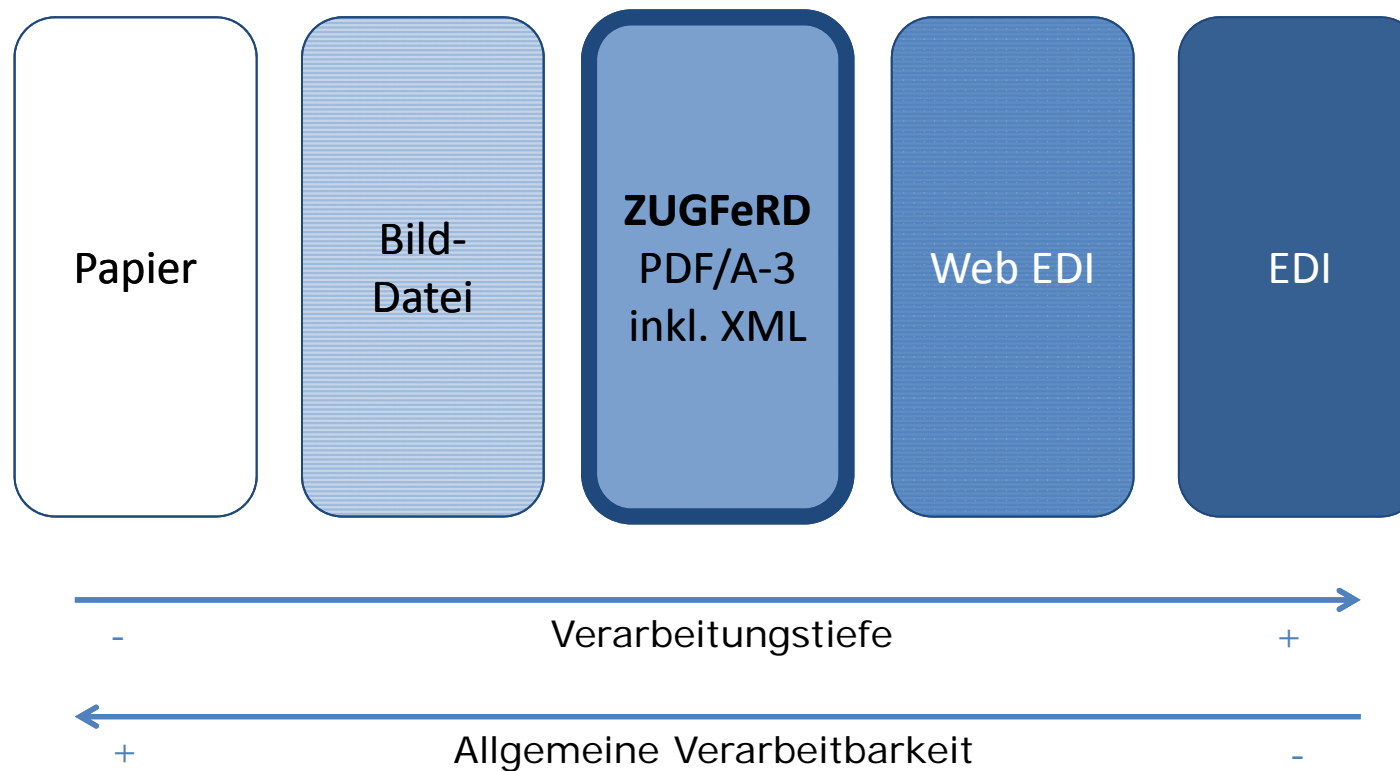 Papier
Bild-
Datei
ZUGFeRD
PDF/A-3
inkl. XML
Web EDI
EDI
- Verarbeitungstiefe +
+ Allgemeine Verarbeitbarkeit -